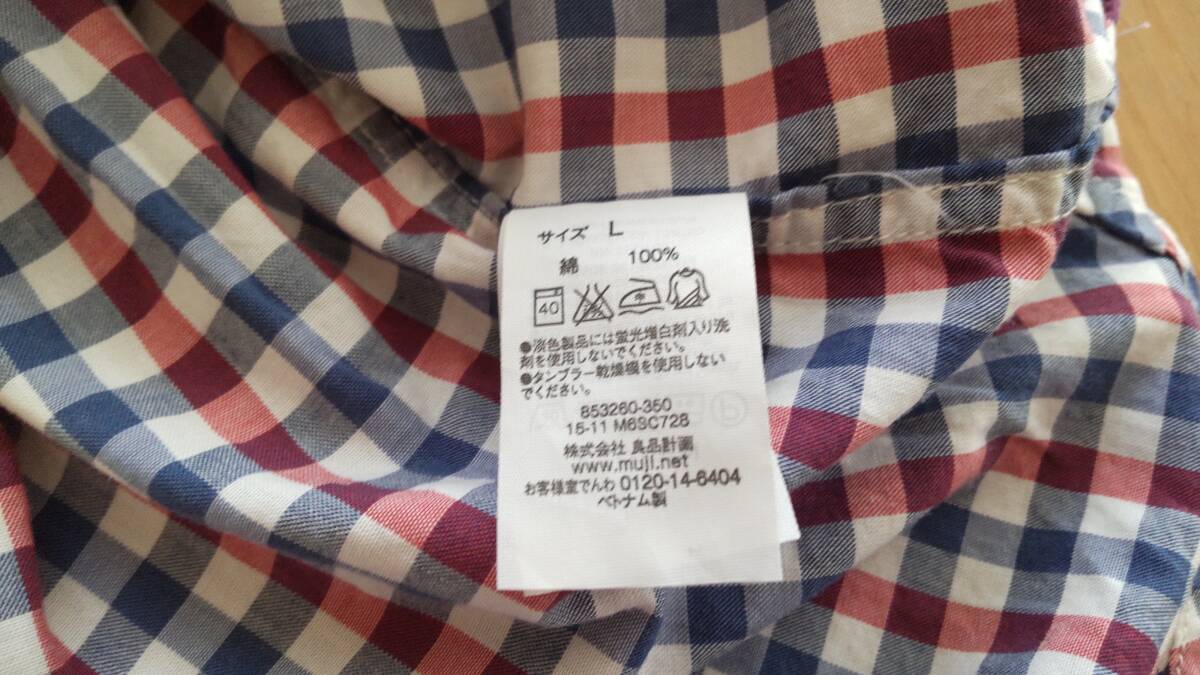 サイズ L
綿 100%
40 中
●淡色製品には蛍光増白剤入り洗
剤を使用しないでください。
●タンブラー乾燥機を使用しない
でください。
853260-350
15-11 M6SC728
株式会社 良品計画
www.muji.net
お客様室でんわ 0120-14-6404
ベトナム製